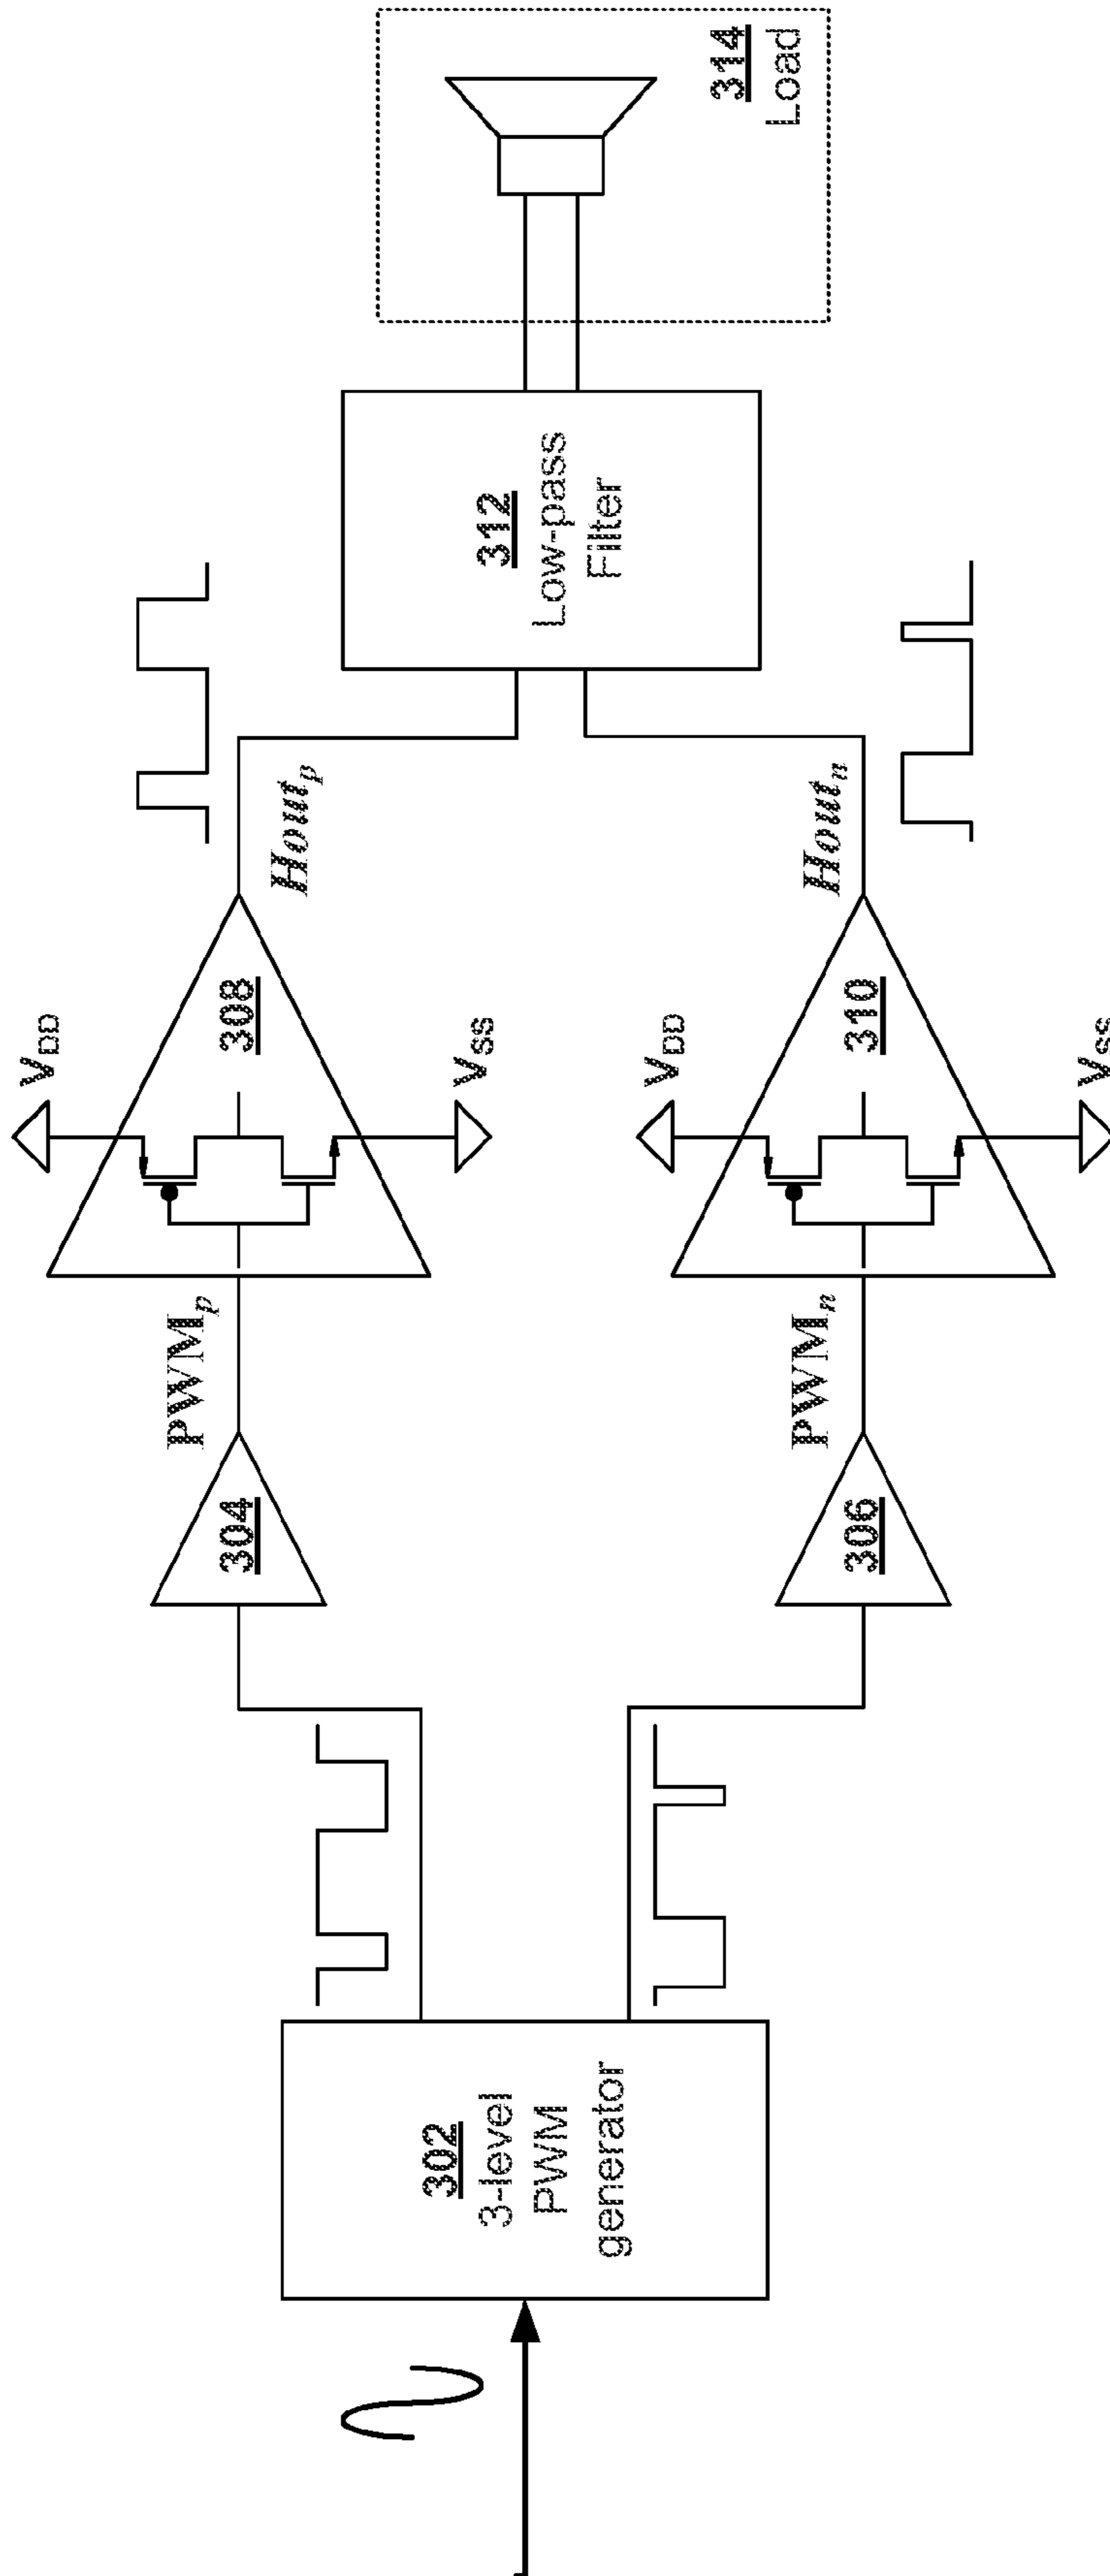 302
3-level
PWM
generator
304
PWMp
VDD
308
VSS
Houtp
306
PWMn
VDD
310
VSS
Houtn
312
Low-pass
Filter
314
Load